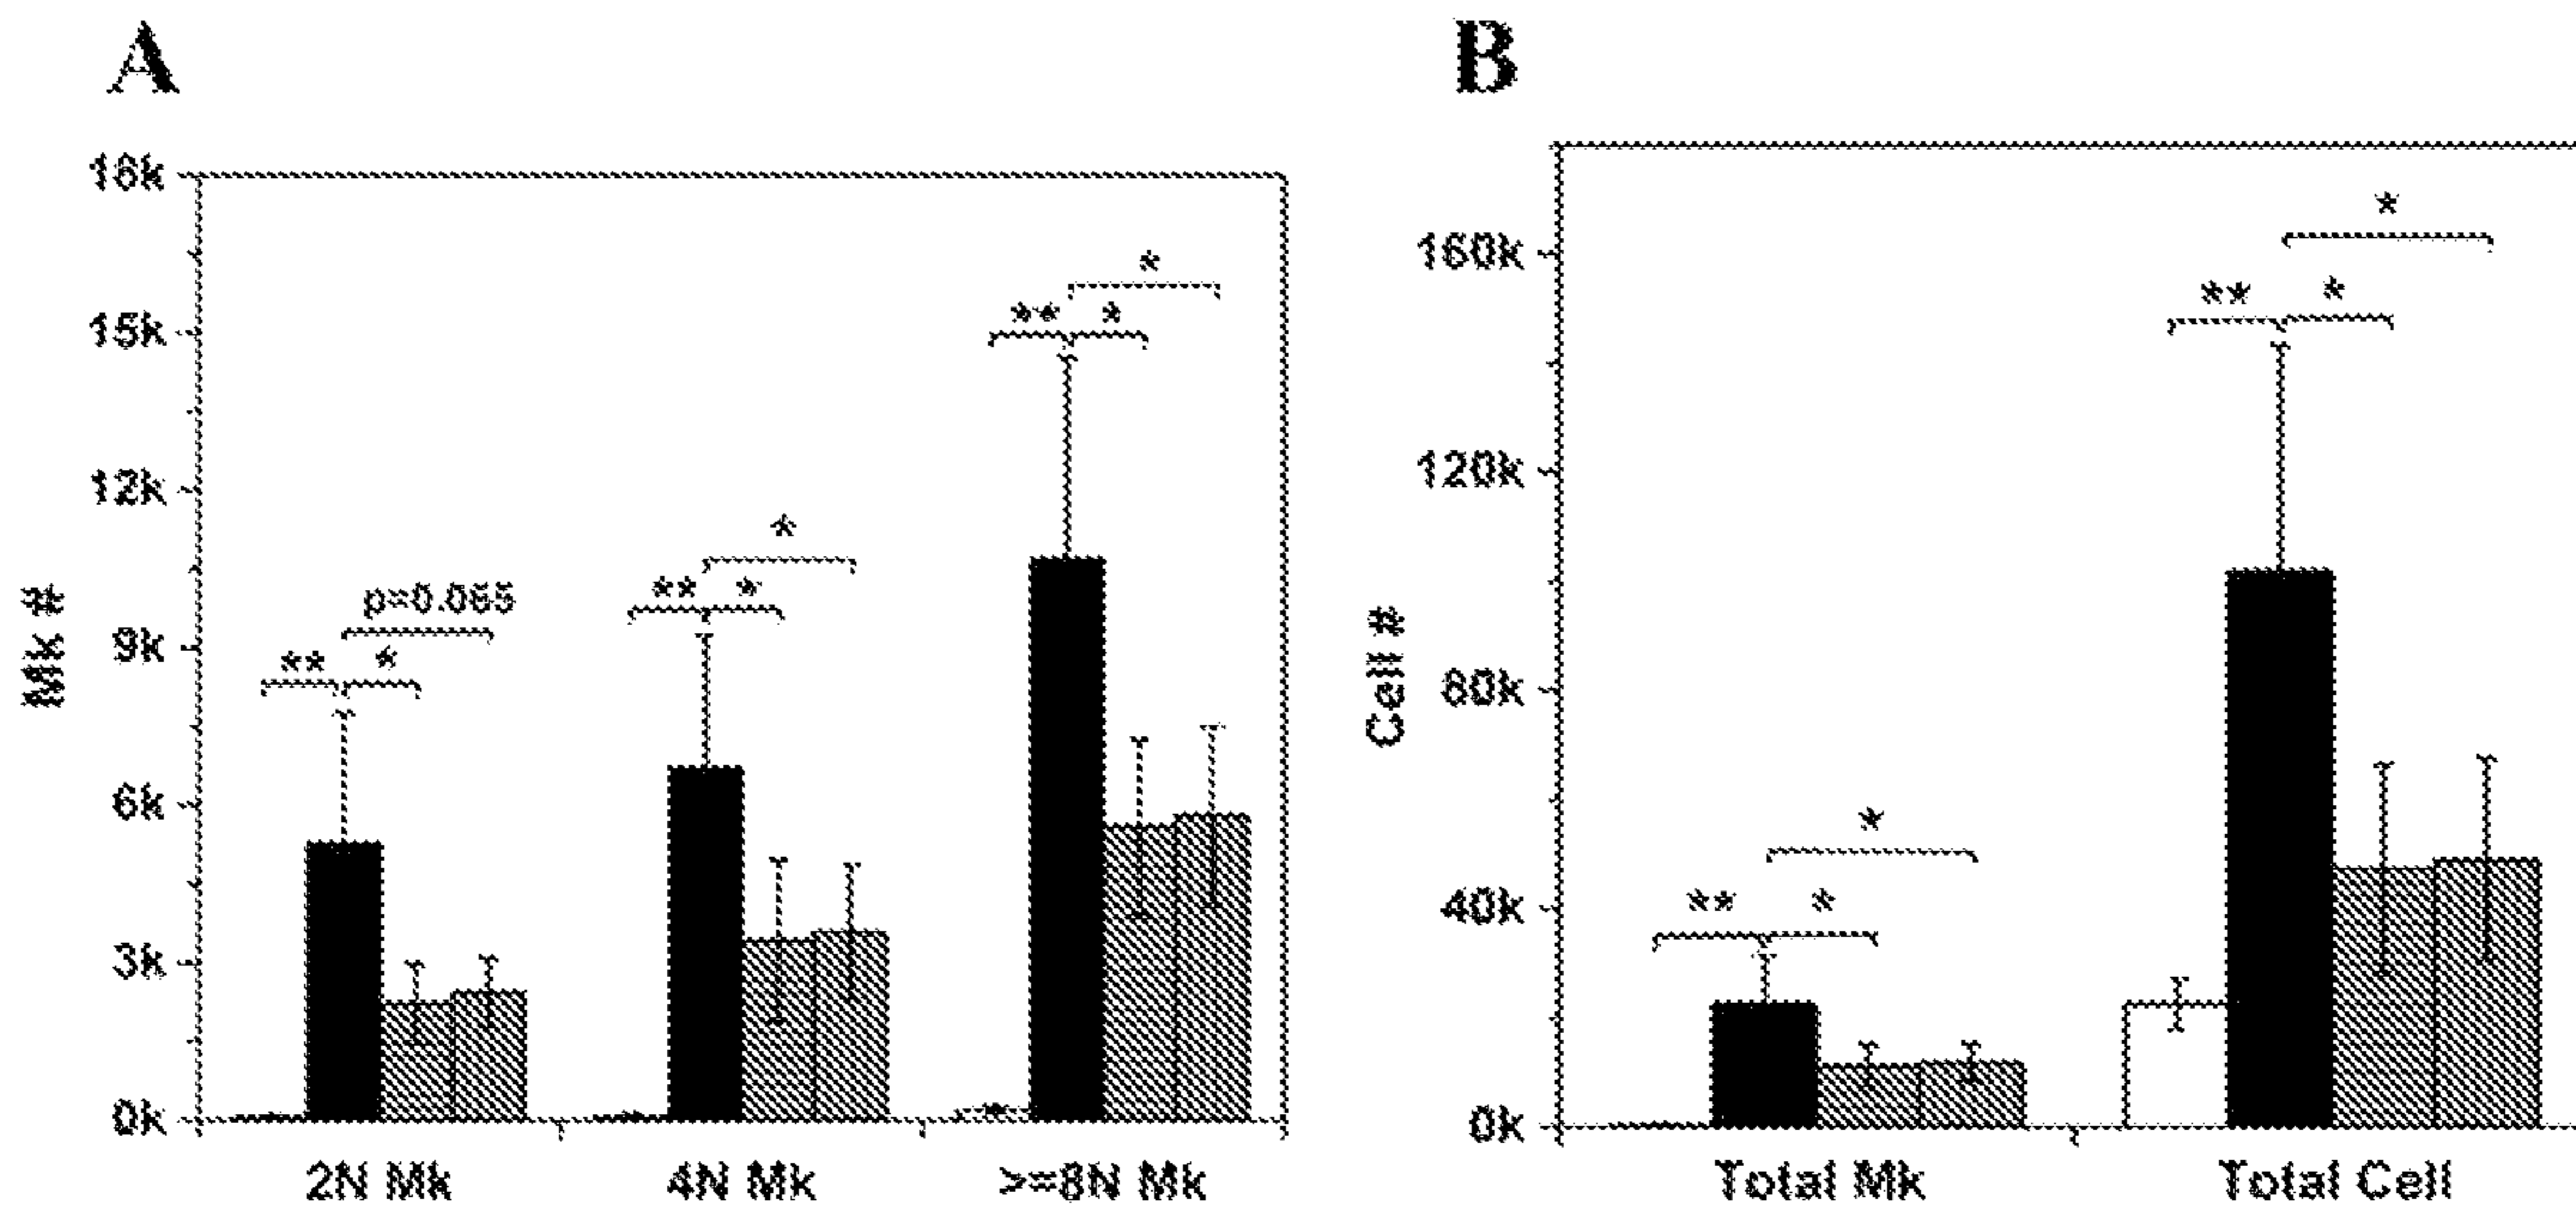 A
18k
15k
12k
9k
6k
3k
0k
Mk #
** *
p=0.065
** *
*
** *
*
2N Mk 4N Mk >=8N Mk
B
160k
120k
80k
40k
0k
Cell #
** *
*
** *
*
Total Mk Total Cell